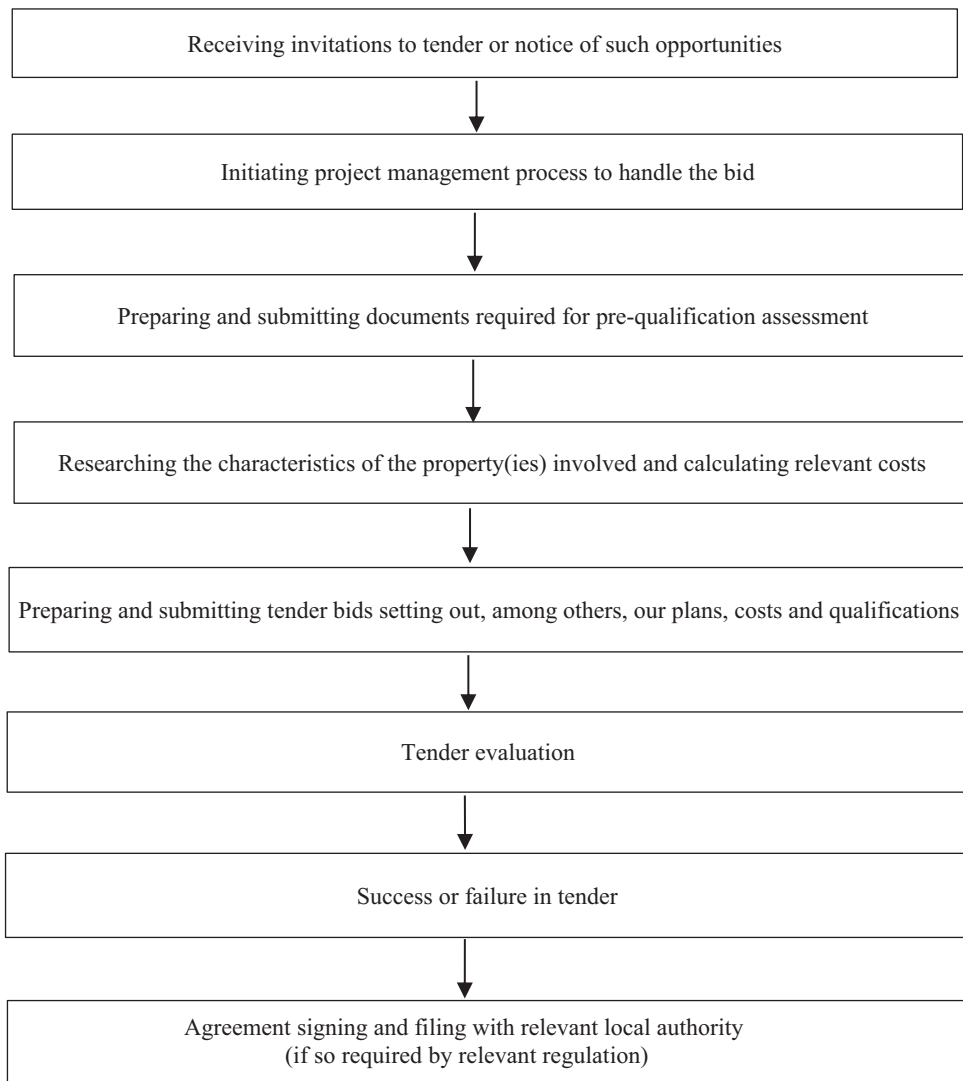 Receiving invitations to tender or notice of such opportunities
Initiating project management process to handle the bid
Preparing and submitting documents required for pre-qualification assessment
Researching the characteristics of the property(ies) involved and calculating relevant costs
Preparing and submitting tender bids setting out, among others, our plans, costs and qualifications
Tender evaluation
Success or failure in tender
Agreement signing and filing with relevant local authority
(if so required by relevant regulation)